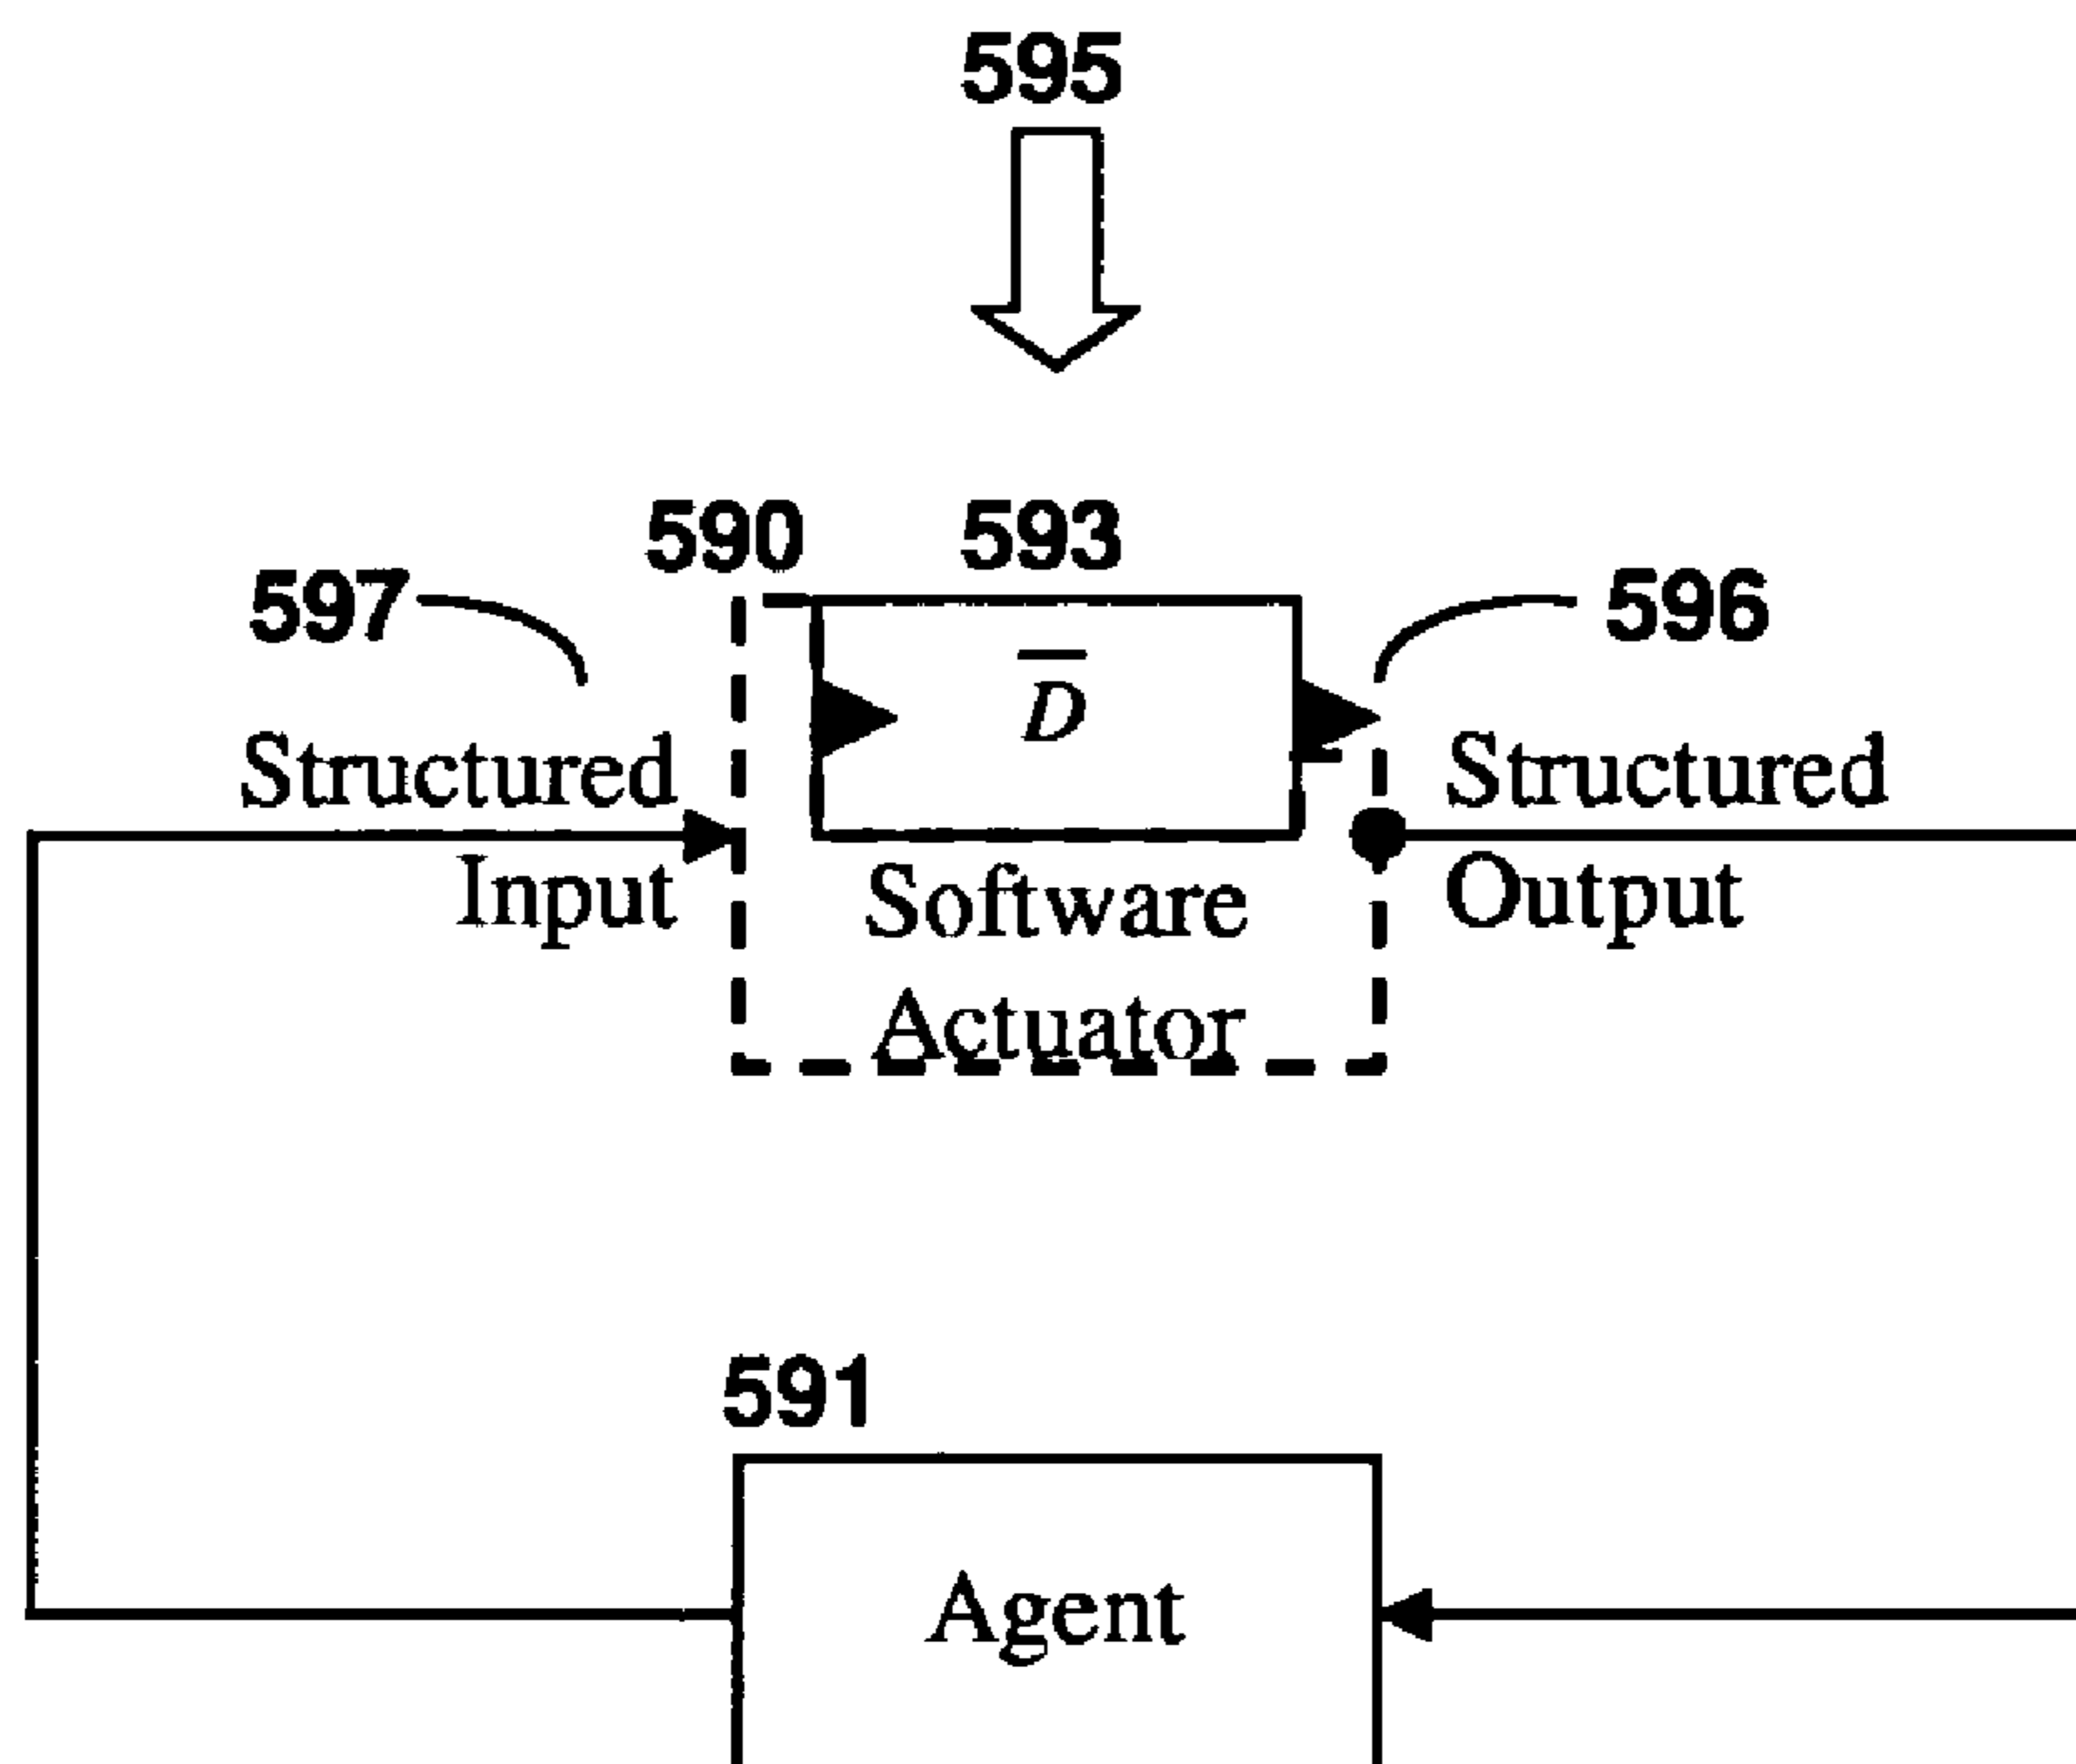 595
590 593
597 596
D̅
Structured Structured
Input Output
Software
Actuator
591
Agent